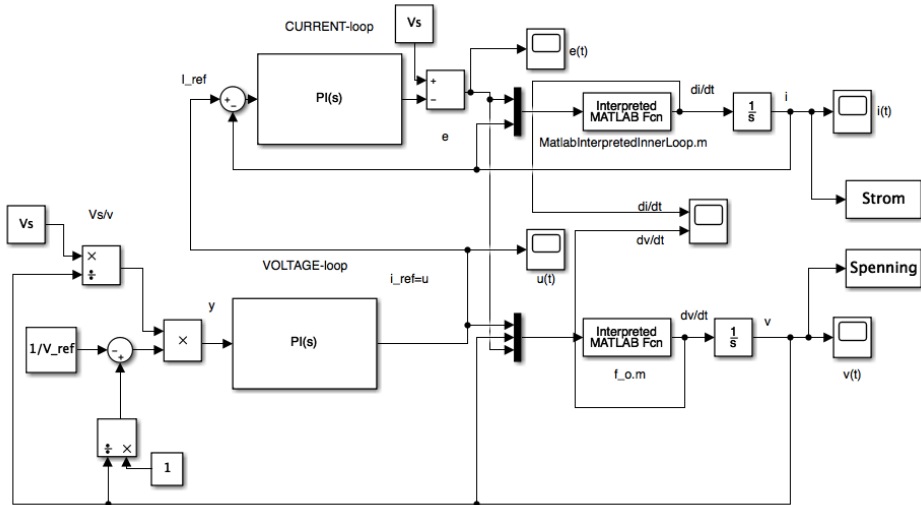 CURRENT-loop
Vs
e(t)
I_ref
+
−
PI(s)
+
−
e
Interpreted
MATLAB Fcn
MatlabInterpretedInnerLoop.m
di/dt
1
s
i
i(t)
Strom
di/dt
dv/dt
Vs
Vs/v
×
÷
VOLTAGE-loop
i_ref=u
u(t)
Spenning
y
1/V_ref
−
+
×
PI(s)
Interpreted
MATLAB Fcn
f_o.m
dv/dt
1
s
v
v(t)
÷ ×
1